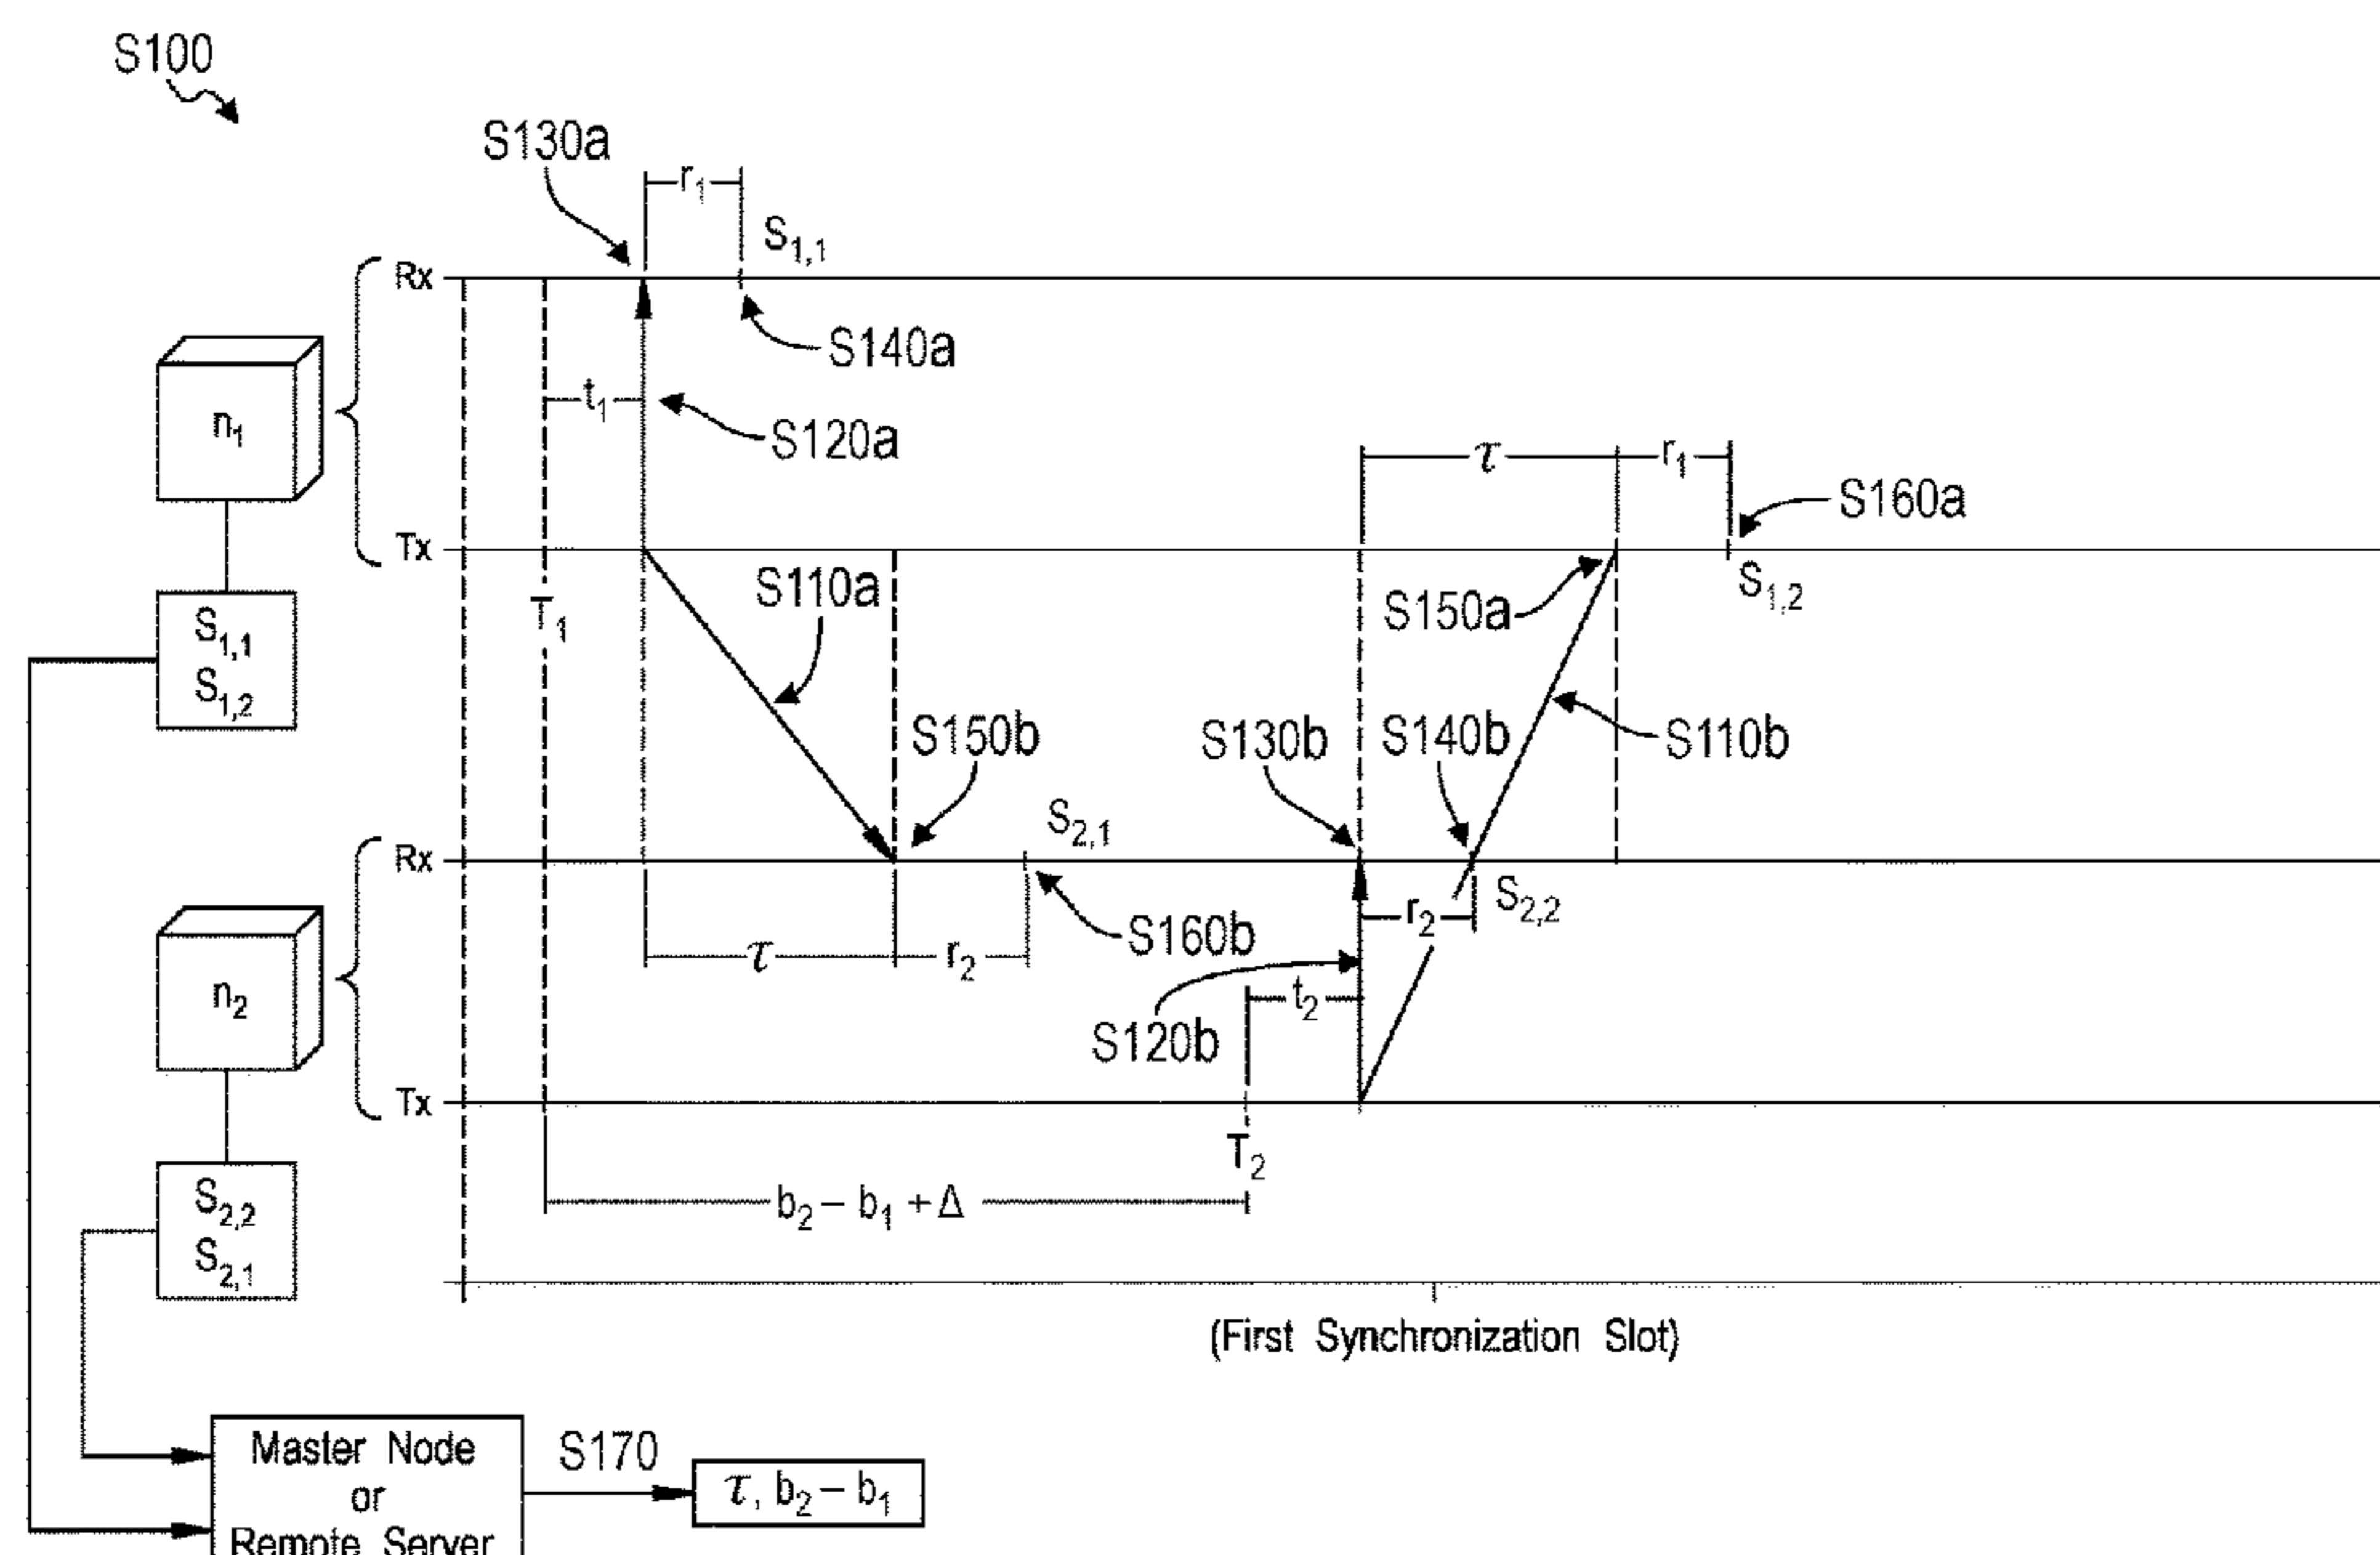 S100
S130a
r₁
S₁,₁
Rx
S140a
t₁
S120a
n₁
τ
r₁
S160a
Tx
S110a
S150a
S₁,₂
T₁
S₁,₁
S₁,₂
S150b
S130b
S140b
S110b
S₂,₁
Rx
r₂
S₂,₂
S160b
τ
r₂
n₂
t₂
S120b
Tx
T₂
S₂,₂
S₂,₁
b₂ – b₁ + Δ
(First Synchronization Slot)
Master Node
or
Remote Server
S170
τ, b₂ – b₁